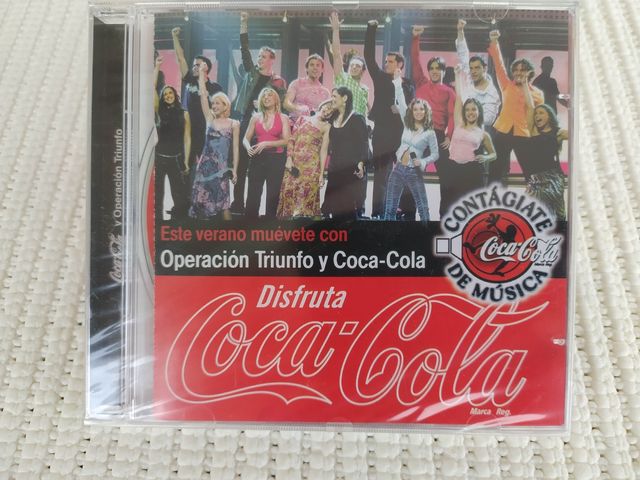 Este verano muévete con
Operación Triunfo y Coca-Cola
CONTÁGIATE
Coca-Cola
DE MÚSICA
Disfruta
Coca-Cola
Marca Reg.
Coca-Cola y Operación Triunfo